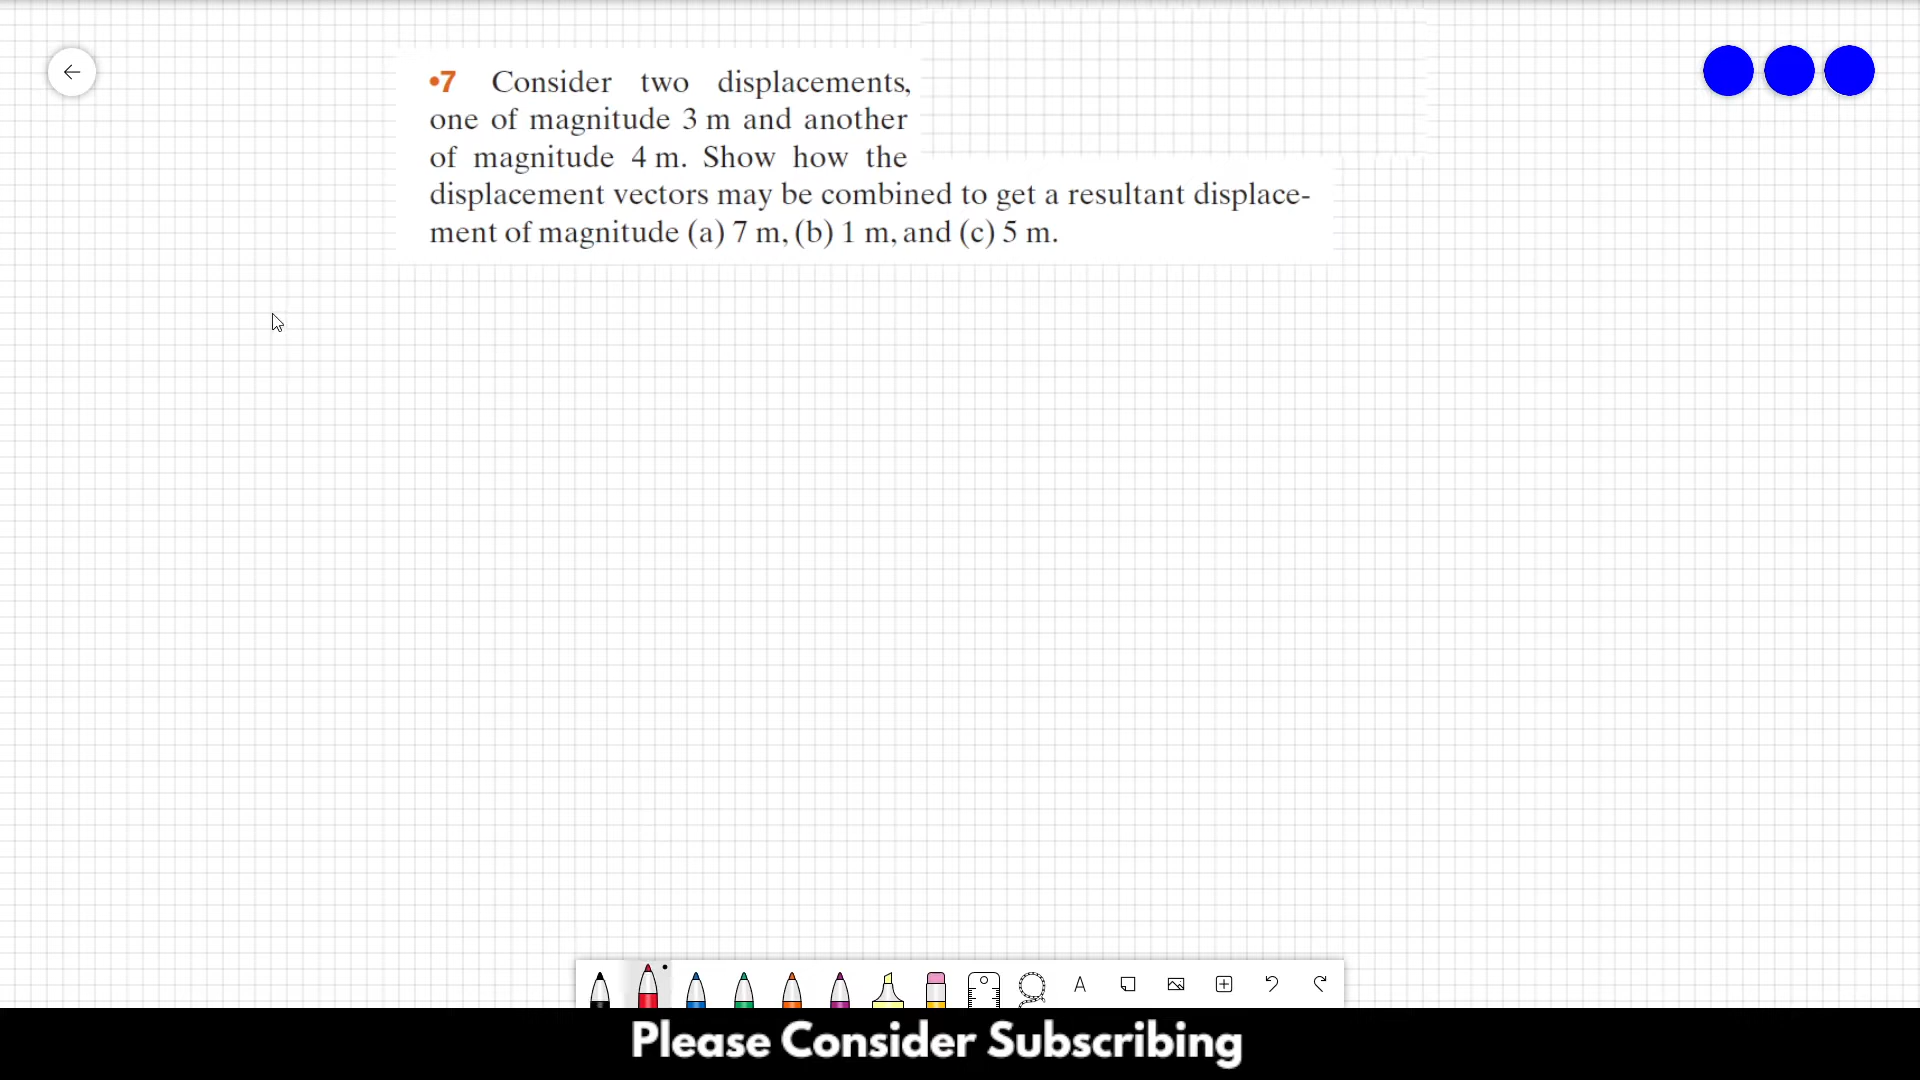 •7 Consider two displacements,
one of magnitude 3 m and another
of magnitude 4 m. Show how the
displacement vectors may be combined to get a resultant displace-
ment of magnitude (a) 7 m, (b) 1 m, and (c) 5 m.
A
Please Consider Subscribing